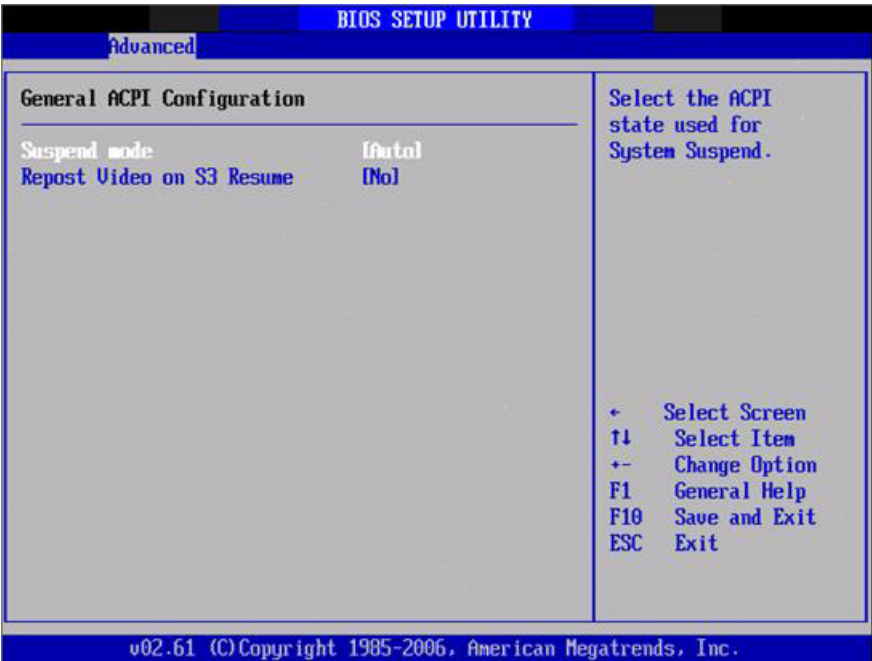 BIOS SETUP UTILITY
Advanced
General ACPI Configuration
Suspend mode [Auto]
Repost Video on S3 Resume [No]
Select the ACPI
state used for
System Suspend.
← Select Screen
↑↓ Select Item
+- Change Option
F1 General Help
F10 Save and Exit
ESC Exit
v02.61 (C)Copyright 1985-2006, American Megatrends, Inc.